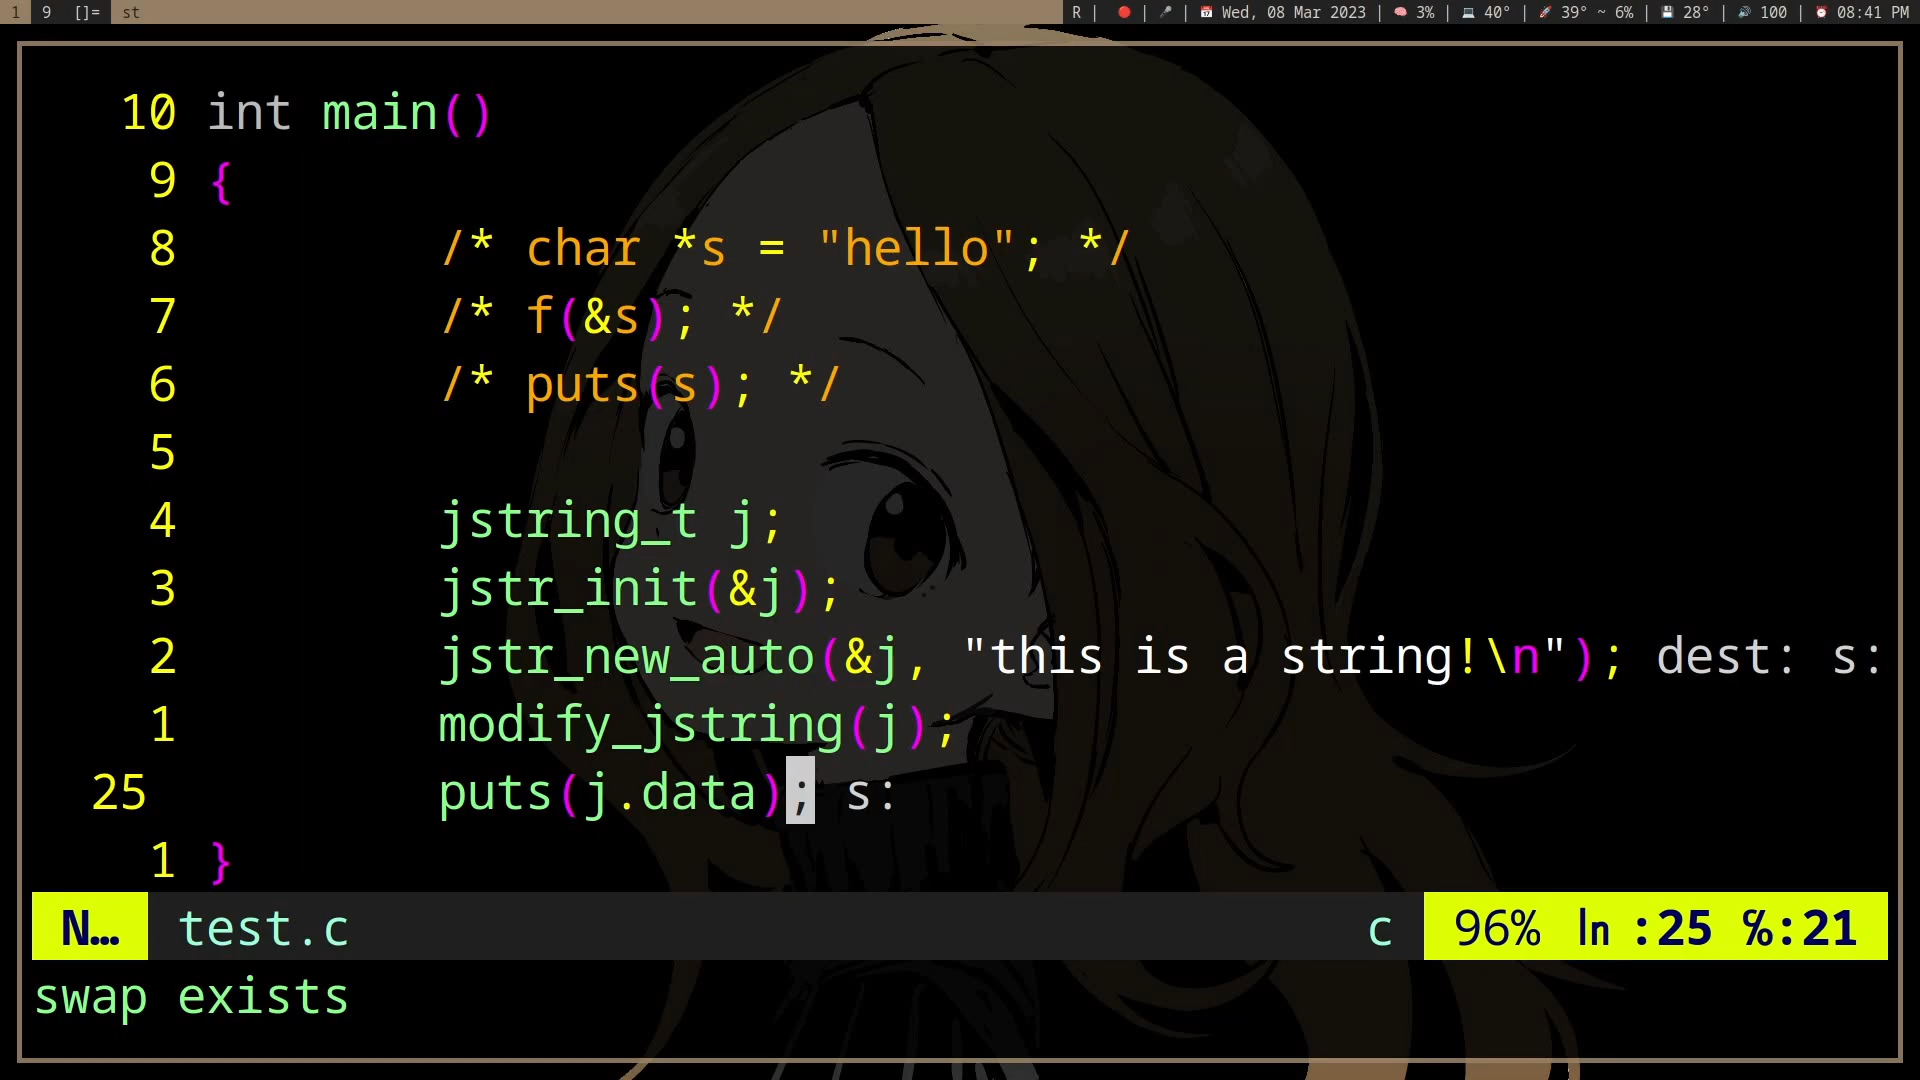 1 9 []= st R | | | Wed, 08 Mar 2023 | 3% | 40° | 39° ~ 6% | 28° | 100 | 08:41 PM
10 int main()
9 {
8 /* char *s = "hello"; */
7 /* f(&s); */
6 /* puts(s); */
5
4 jstring_t j;
3 jstr_init(&j);
2 jstr_new_auto(&j, "this is a string!\n"); dest: s:
1 modify_jstring(j);
25 puts(j.data); s:
1 }
N… test.c c 96% ln :25 ℅:21
swap exists